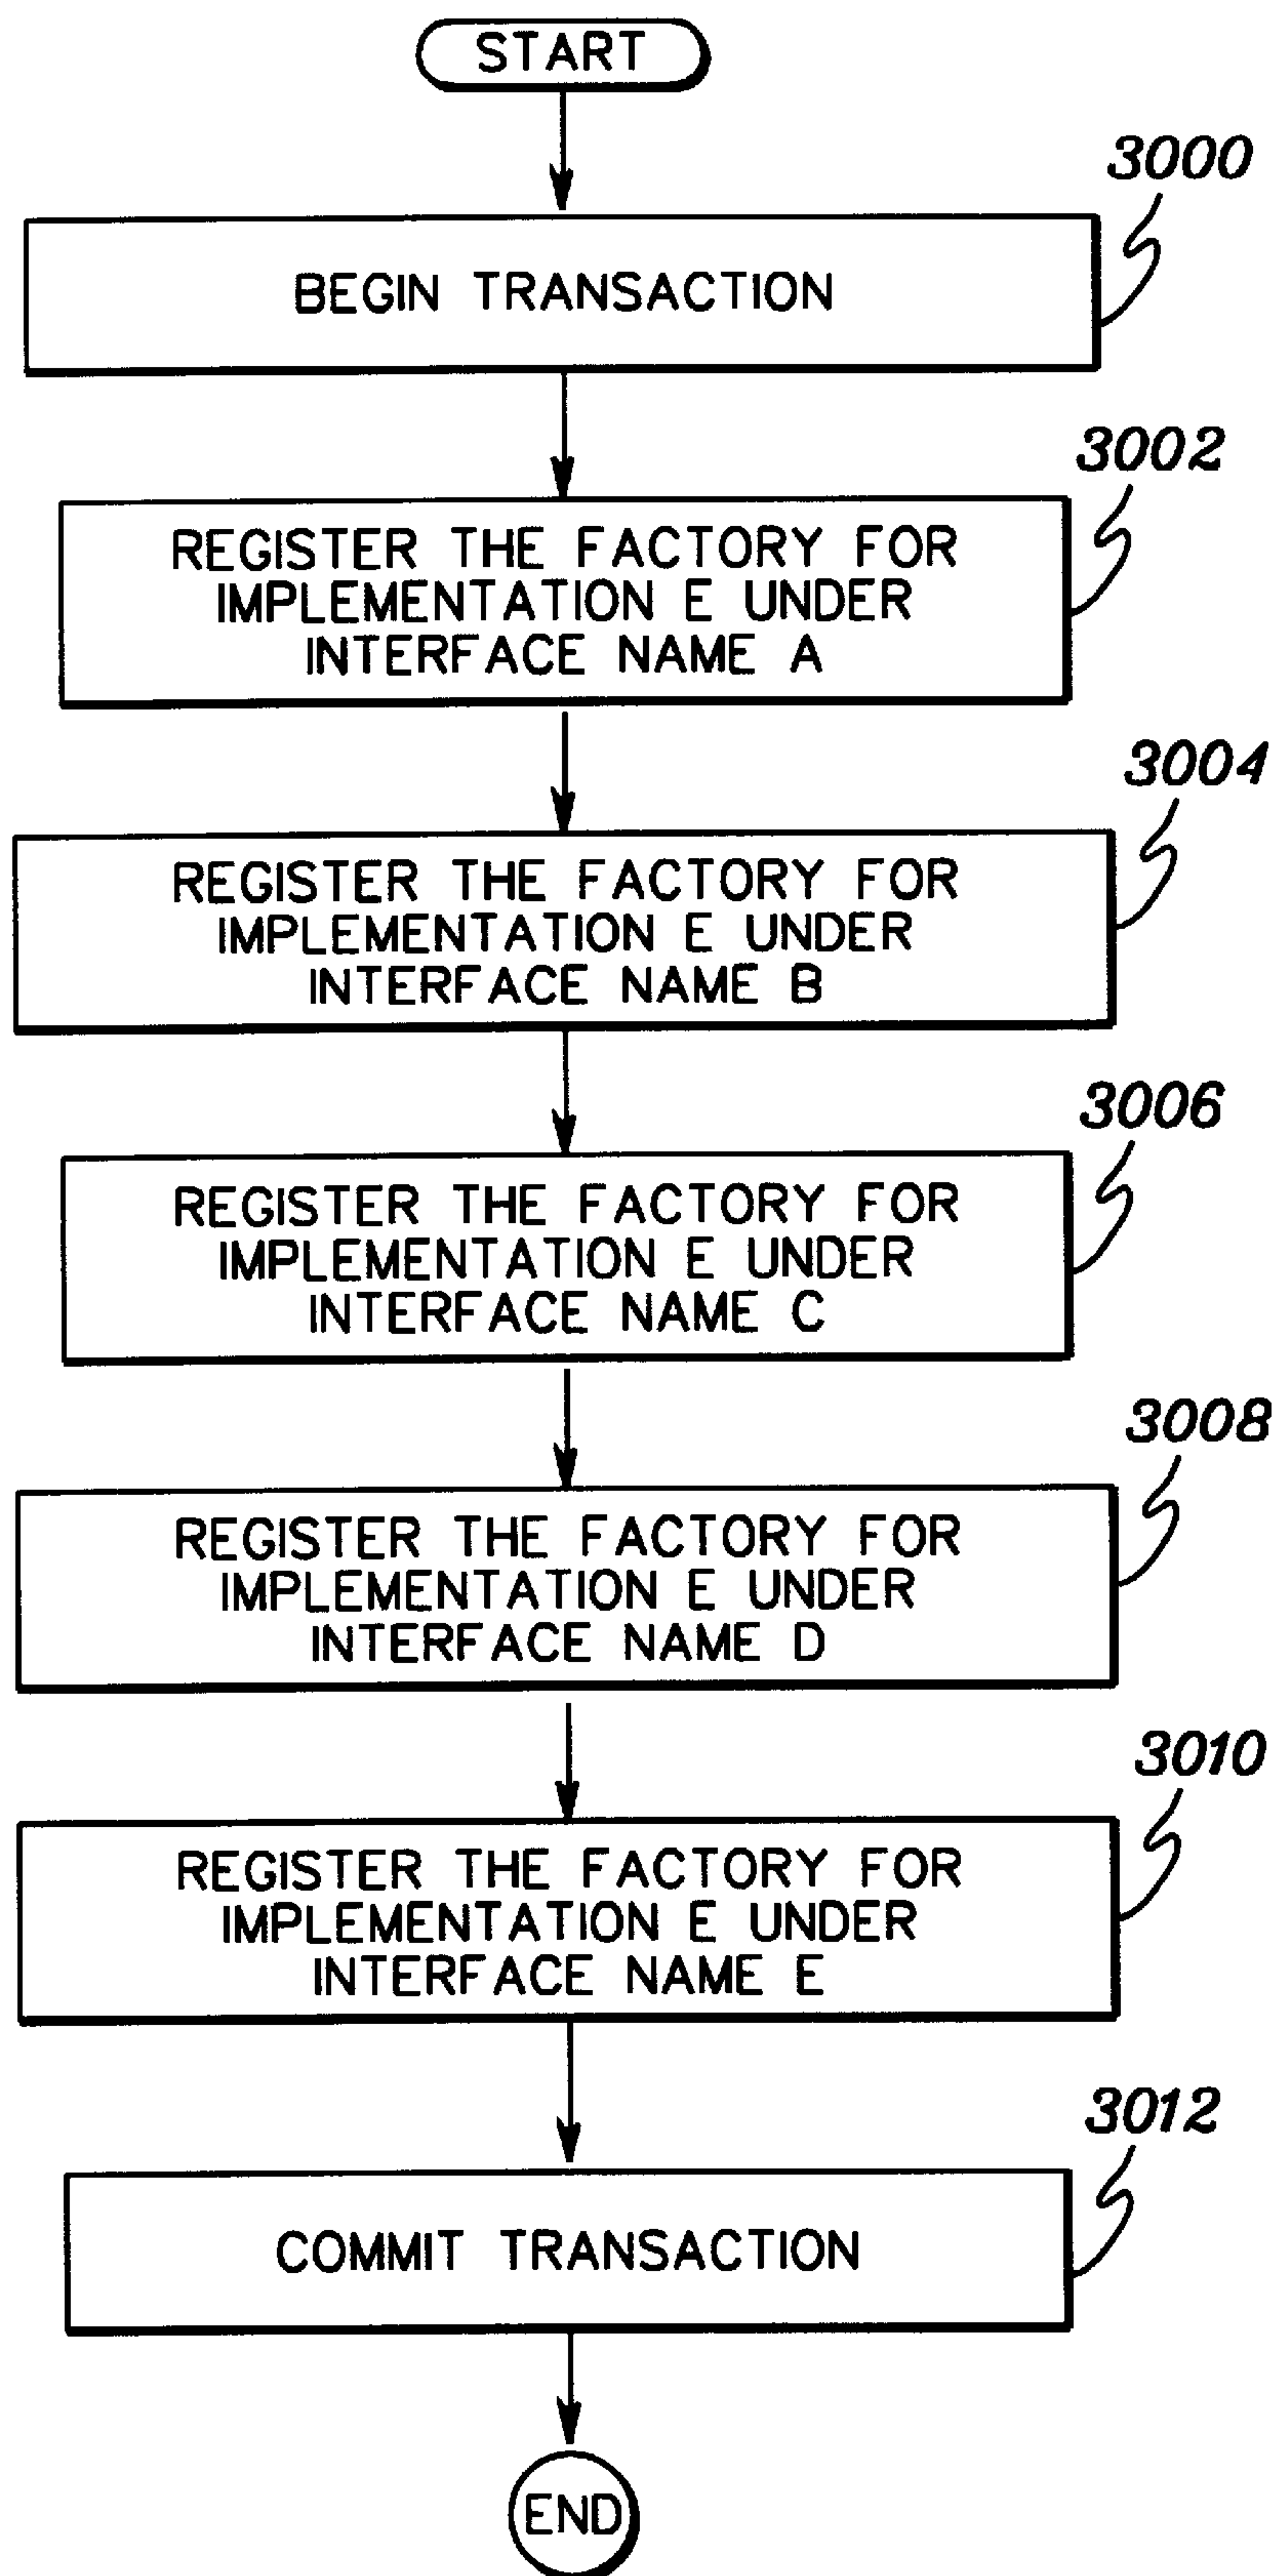 START
3000
BEGIN TRANSACTION
3002
REGISTER THE FACTORY FOR
IMPLEMENTATION E UNDER
INTERFACE NAME A
3004
REGISTER THE FACTORY FOR
IMPLEMENTATION E UNDER
INTERFACE NAME B
3006
REGISTER THE FACTORY FOR
IMPLEMENTATION E UNDER
INTERFACE NAME C
3008
REGISTER THE FACTORY FOR
IMPLEMENTATION E UNDER
INTERFACE NAME D
3010
REGISTER THE FACTORY FOR
IMPLEMENTATION E UNDER
INTERFACE NAME E
3012
COMMIT TRANSACTION
END